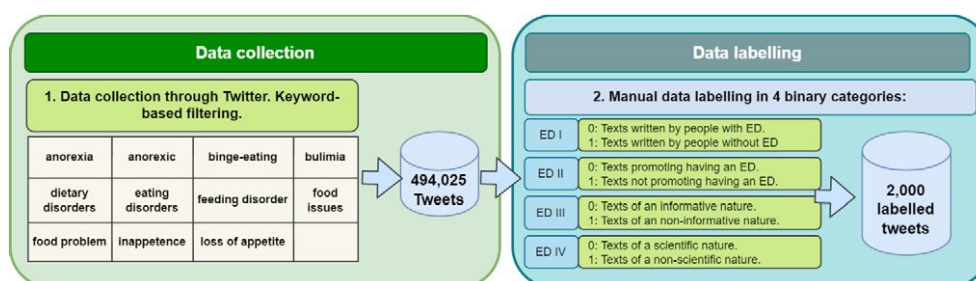 Data collection
1. Data collection through Twitter. Keyword-
based filtering.
anorexia
anorexic
binge-eating
bulimia
dietary
disorders
eating
disorders
feeding disorder
food
issues
food problem
inappetence
loss of appetite
494,025
Tweets
Data labelling
2. Manual data labelling in 4 binary categories:
ED I
0: Texts written by people with ED.
1: Texts written by people without ED
ED II
0: Texts promoting having an ED.
1: Texts not promoting having an ED.
ED III
0: Texts of an informative nature.
1: Texts of an non-informative nature.
ED IV
0: Texts of a scientific nature.
1: Texts of a non-scientific nature.
2,000
labelled
tweets